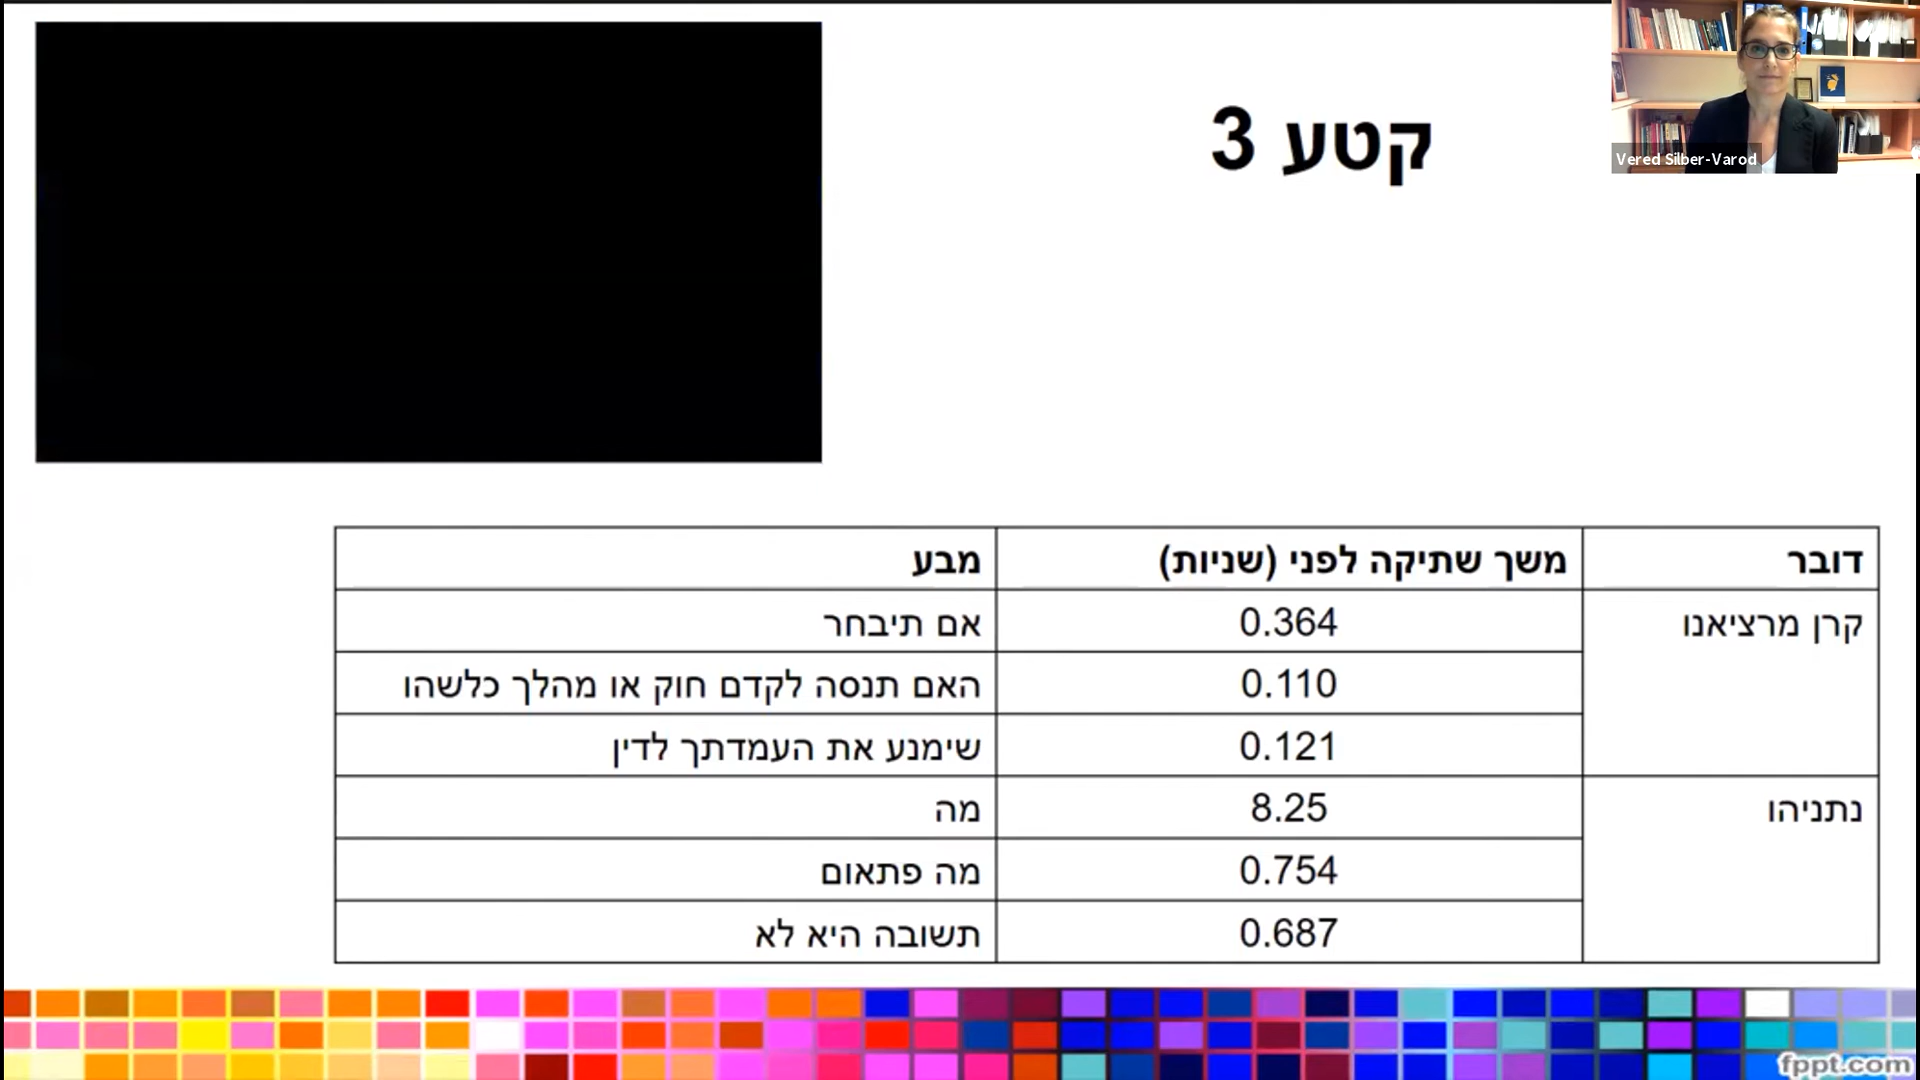 קטע 3
Vered Silber-Varod
דובר משך שתיקה לפני (שניות) מבע
קרן מרציאנו 0.364 אם תיבחר
0.110 האם תנסה לקדם חוק או מהלך כלשהו
0.121 שימנע את העמדתך לדין
נתניהו 8.25 מה
0.754 מה פתאום
0.687 תשובה היא לא
fppt.com